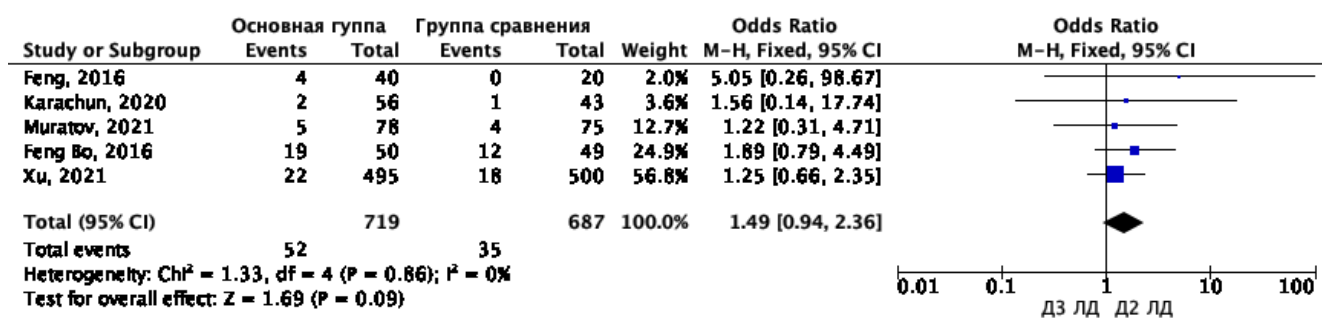 Основная гуппа Группа сравнения Odds Ratio Odds Ratio
Study or Subgroup Events Total Events Total Weight M-H, Fixed, 95% CI M-H, Fixed, 95% CI
Feng, 2016 4 40 0 20 2.0% 5.05 [0.26, 98.67]
Karachun, 2020 2 56 1 43 3.6% 1.56 [0.14, 17.74]
Muratov, 2021 5 78 4 75 12.7% 1.22 [0.31, 4.71]
Feng Bo, 2016 19 50 12 49 24.9% 1.89 [0.79, 4.49]
Xu, 2021 22 495 18 500 56.8% 1.25 [0.66, 2.35]
Total (95% CI) 719 687 100.0% 1.49 [0.94, 2.36]
Total events 52 35
Heterogeneity: Chi² = 1.33, df = 4 (P = 0.86); I² = 0%
Test for overall effect: Z = 1.69 (P = 0.09)
0.01 0.1 1 10 100
Д3 ЛД Д2 ЛД